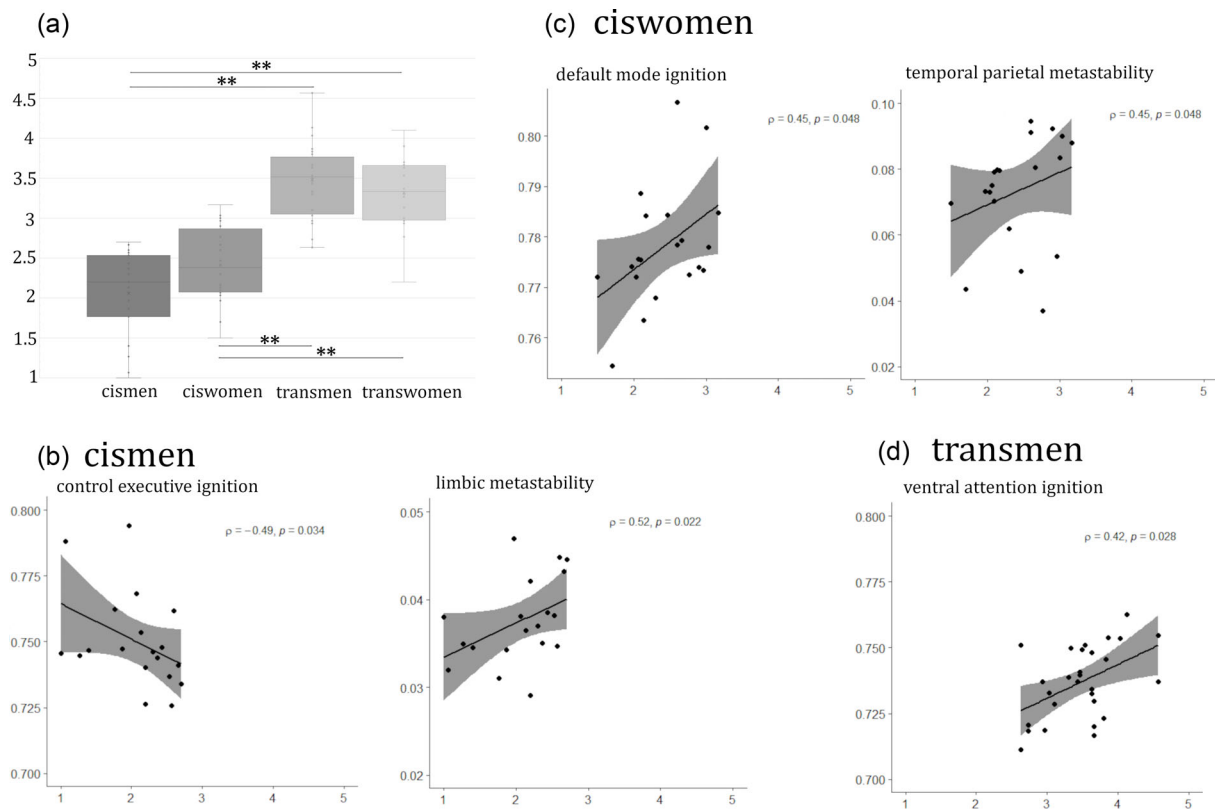 (a)
**
**
5
4.5
4
3.5
3
2.5
2
1.5
1
**
**
cismen ciswomen transmen transwomen
(c) ciswomen
default mode ignition
ρ = 0.45, p = 0.048
0.80
0.79
0.78
0.77
0.76
1 2 3 4 5
temporal parietal metastability
ρ = 0.45, p = 0.048
0.10
0.08
0.06
0.04
0.02
1 2 3 4 5
(b) cismen
control executive ignition
ρ = −0.49, p = 0.034
0.800
0.775
0.750
0.725
0.700
1 2 3 4 5
limbic metastability
ρ = 0.52, p = 0.022
0.05
0.04
0.03
0.02
1 2 3 4 5
(d) transmen
ventral attention ignition
ρ = 0.42, p = 0.028
0.800
0.775
0.750
0.725
0.700
1 2 3 4 5